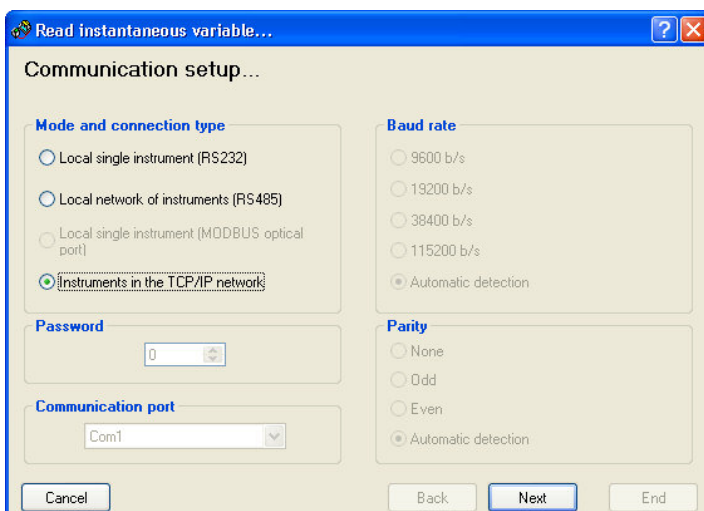 Read instantaneous variable...
Communication setup...
Mode and connection type
Local single instrument (RS232)
Local network of instruments (RS485)
Local single instrument (MODBUS optical
port)
Instruments in the TCP/IP network
Password
0
Communication port
Com1
Baud rate
9600 b/s
19200 b/s
38400 b/s
115200 b/s
Automatic detection
Parity
None
Odd
Even
Automatic detection
Cancel
Back
Next
End